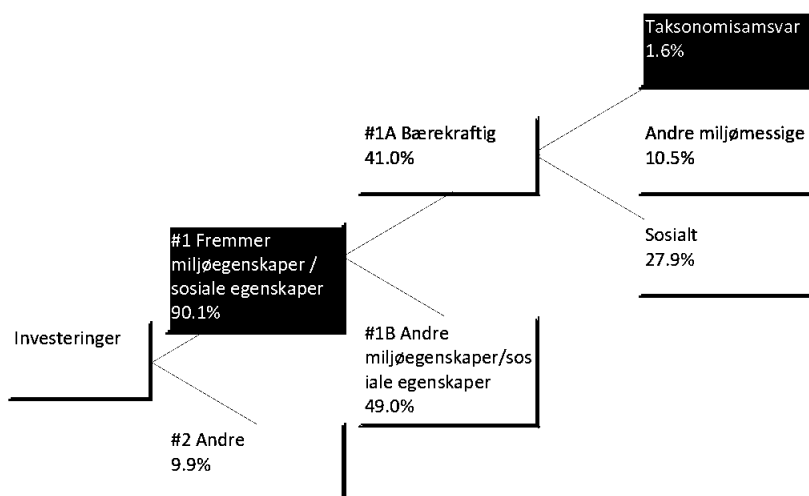 Taksonomisamsvar
1.6%
#1A Bærekraftig
41.0%
Andre miljømessige
10.5%
#1 Fremmer
miljøegenskaper /
sosiale egenskaper
90.1%
Sosialt
27.9%
Investeringer
#1B Andre
miljøegenskaper/sos
iale egenskaper
49.0%
#2 Andre
9.9%